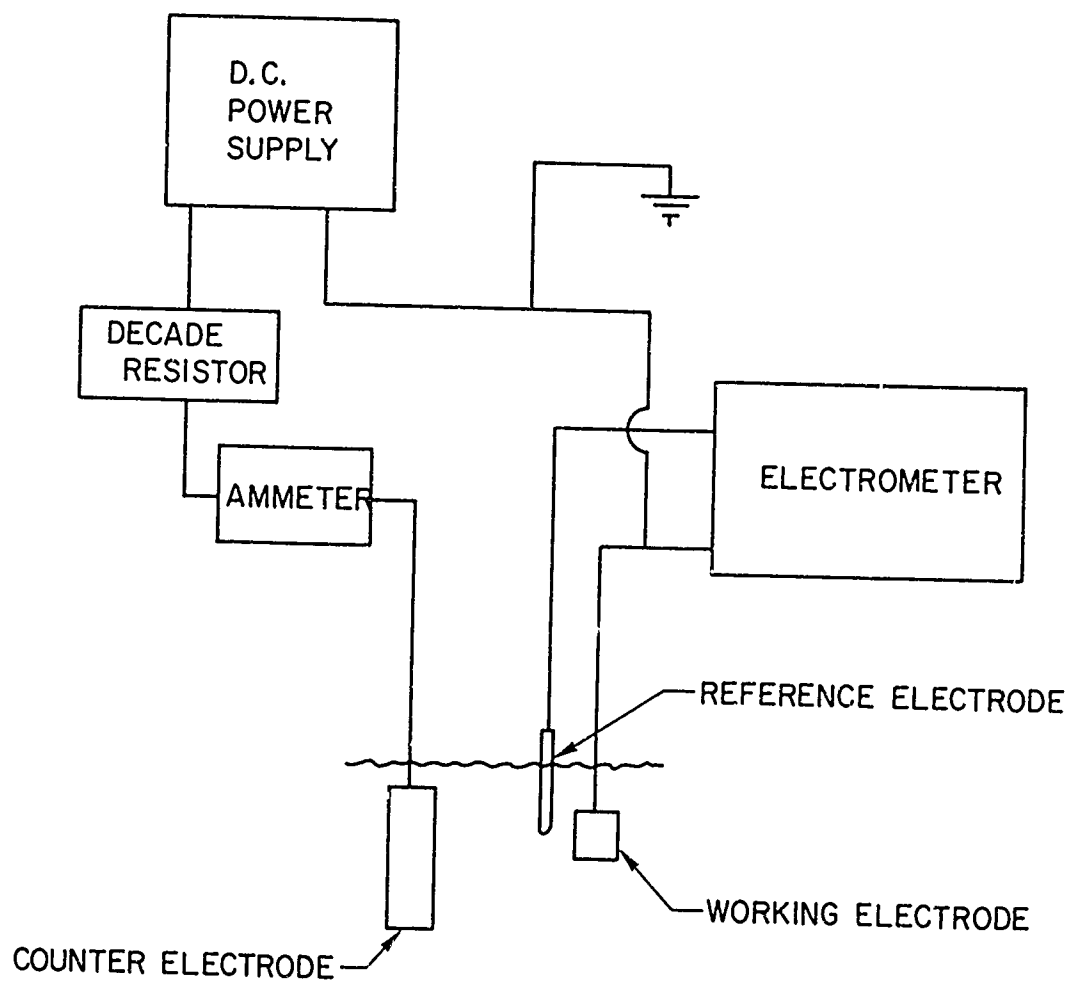 D.C.
POWER
SUPPLY
DECADE
RESISTOR
AMMETER
ELECTROMETER
REFERENCE ELECTRODE
WORKING ELECTRODE
COUNTER ELECTRODE